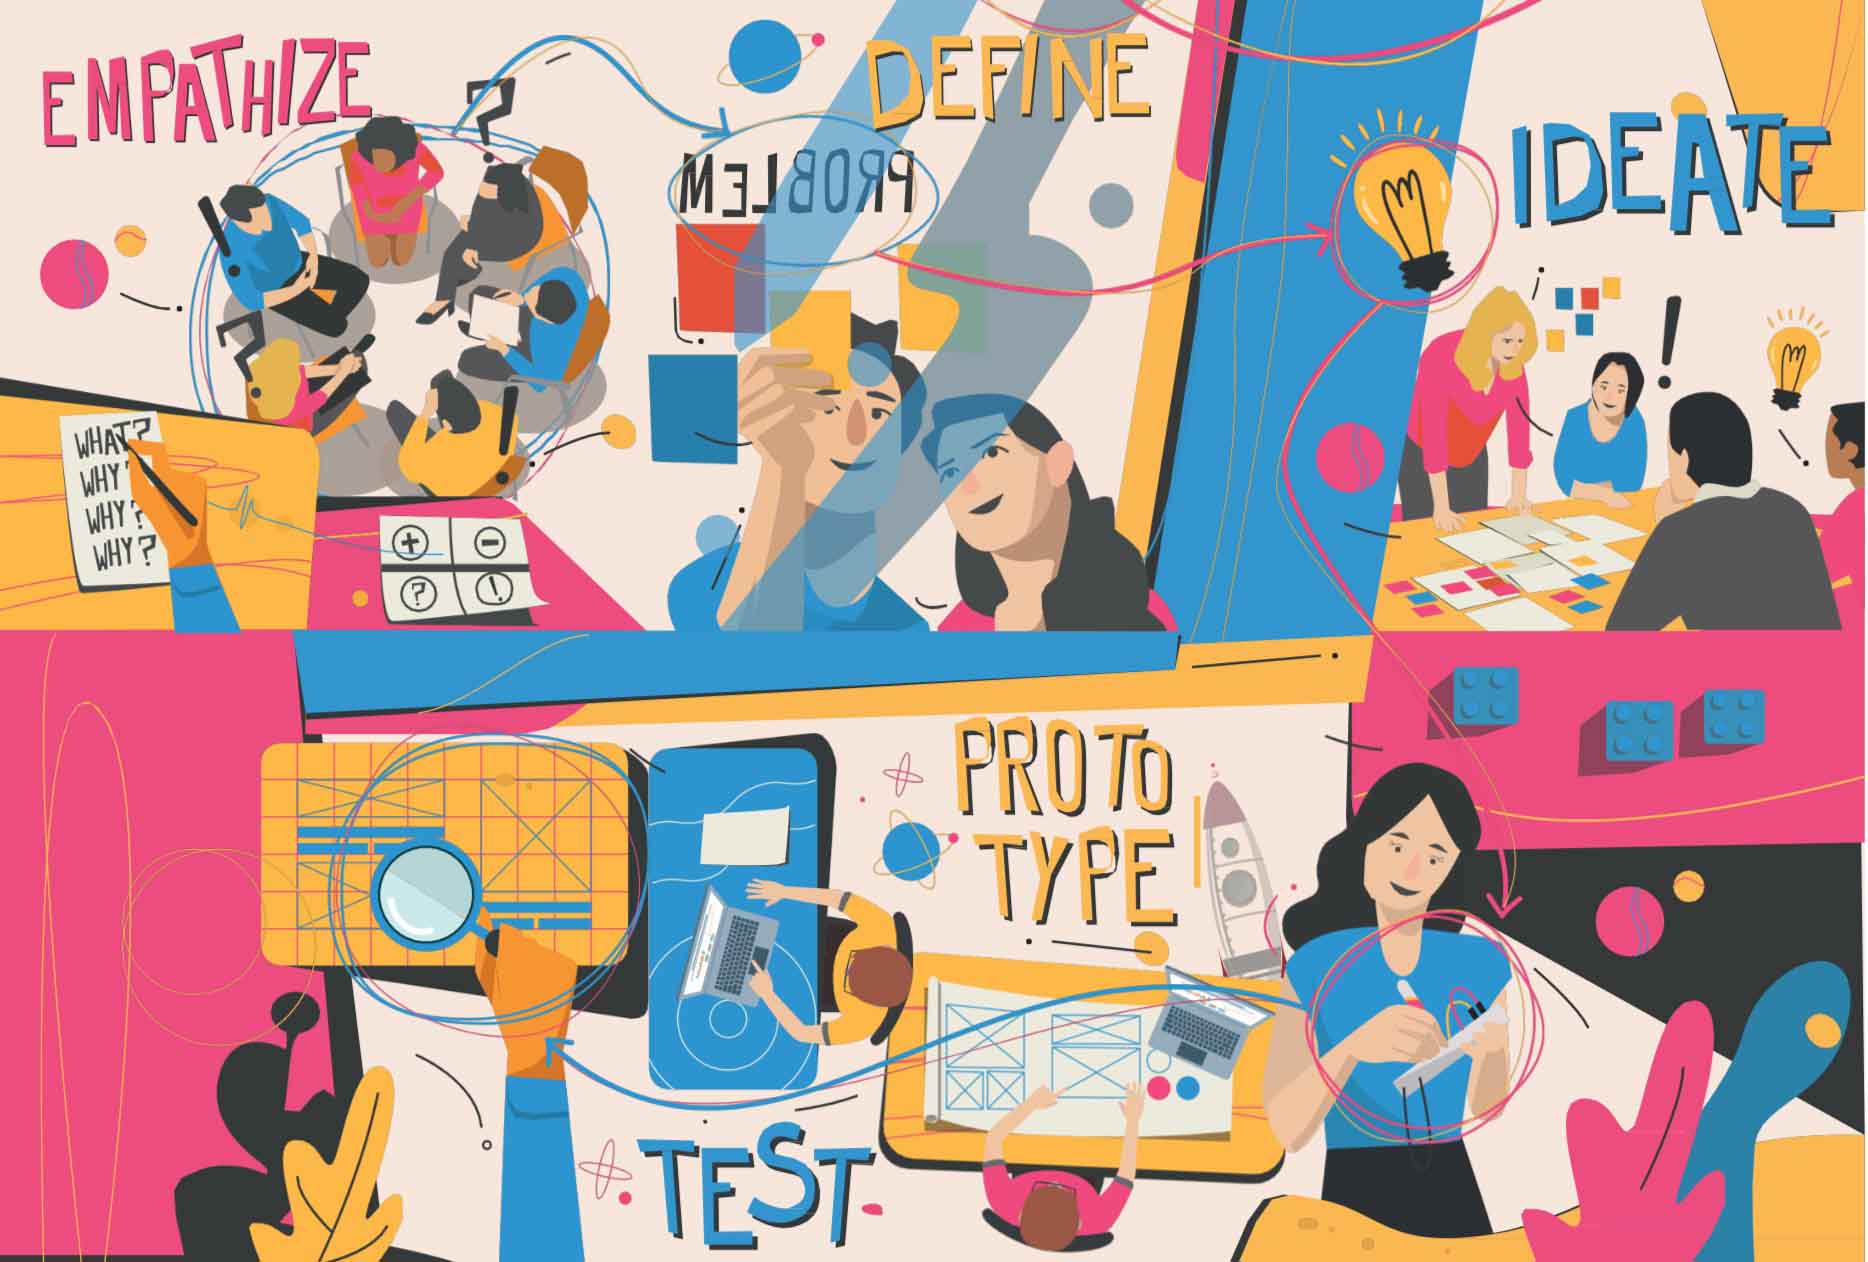 EMPATHIZE
DEFINE
PROBLEM
IDEATE
WHAT?
WHY?
WHY?
WHY?
+ -
? !
PROTO
TYPE
TEST